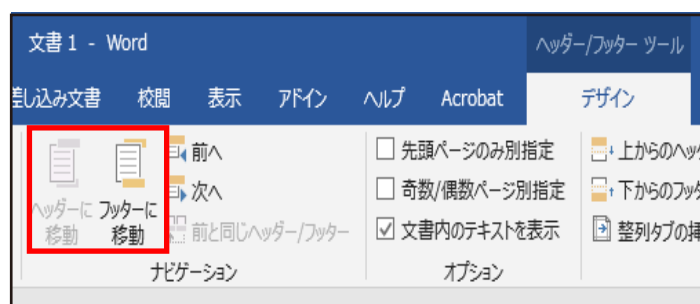 文書 1 - Word
ヘッダー/フッター ツール
差し込み文書 校閲 表示 アドイン ヘルプ Acrobat デザイン
ヘッダーに移動
フッターに移動
前へ
次へ
前と同じヘッダー/フッター
ナビゲーション
先頭ページのみ別指定
奇数/偶数ページ別指定
文書内のテキストを表示
オプション
上からのヘッ
下からのフッ
整列タブの挿